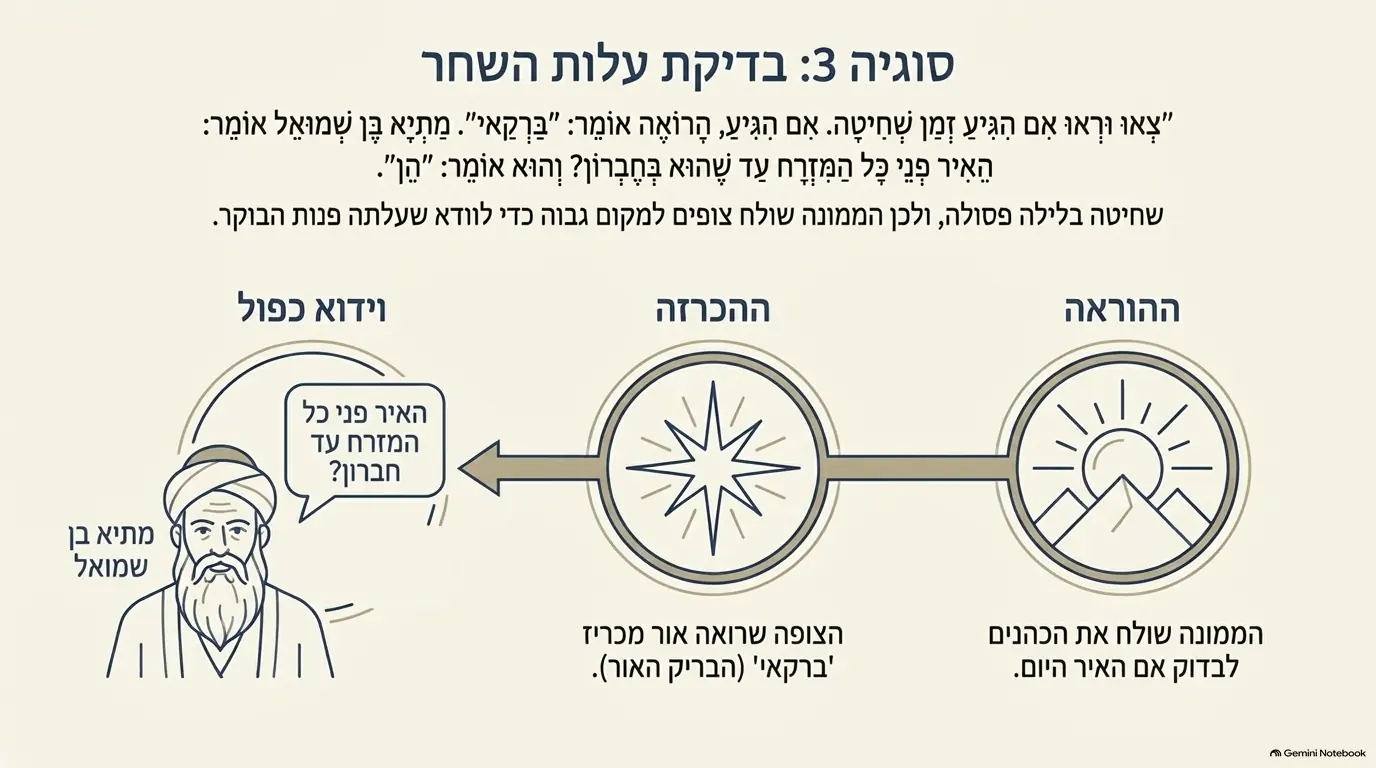 סוגיה 3: בדיקת עלות השחר
"צְאוּ וּרְאוּ אִם הִגִּיעַ זְמַן שְׁחִיטָה. אִם הִגִּיעַ, הָרוֹאֶה אוֹמֵר: "בַּרְקַאי". מַתְיָא בֶּן שְׁמוּאֵל אוֹמֵר:
הֵאִיר פְּנֵי כָּל הַמִּזְרָח עַד שֶׁהוּא בְּחֶבְרוֹן? וְהוּא אוֹמֵר: "הֵן".
שחיטה בלילה פסולה, ולכן הממונה שולח צופים למקום גבוה כדי לוודא שעלתה פנות הבוקר.
ההוראה
הממונה שולח את הכהנים
לבדוק אם האיר היום.
ההכרזה
הצופה שרואה אור מכריז
'ברקאי' (הבריק האור).
וידוא כפול
האיר פני כל
המזרח עד
חברון?
מתיא בן
שמואל
Gemini Notebook